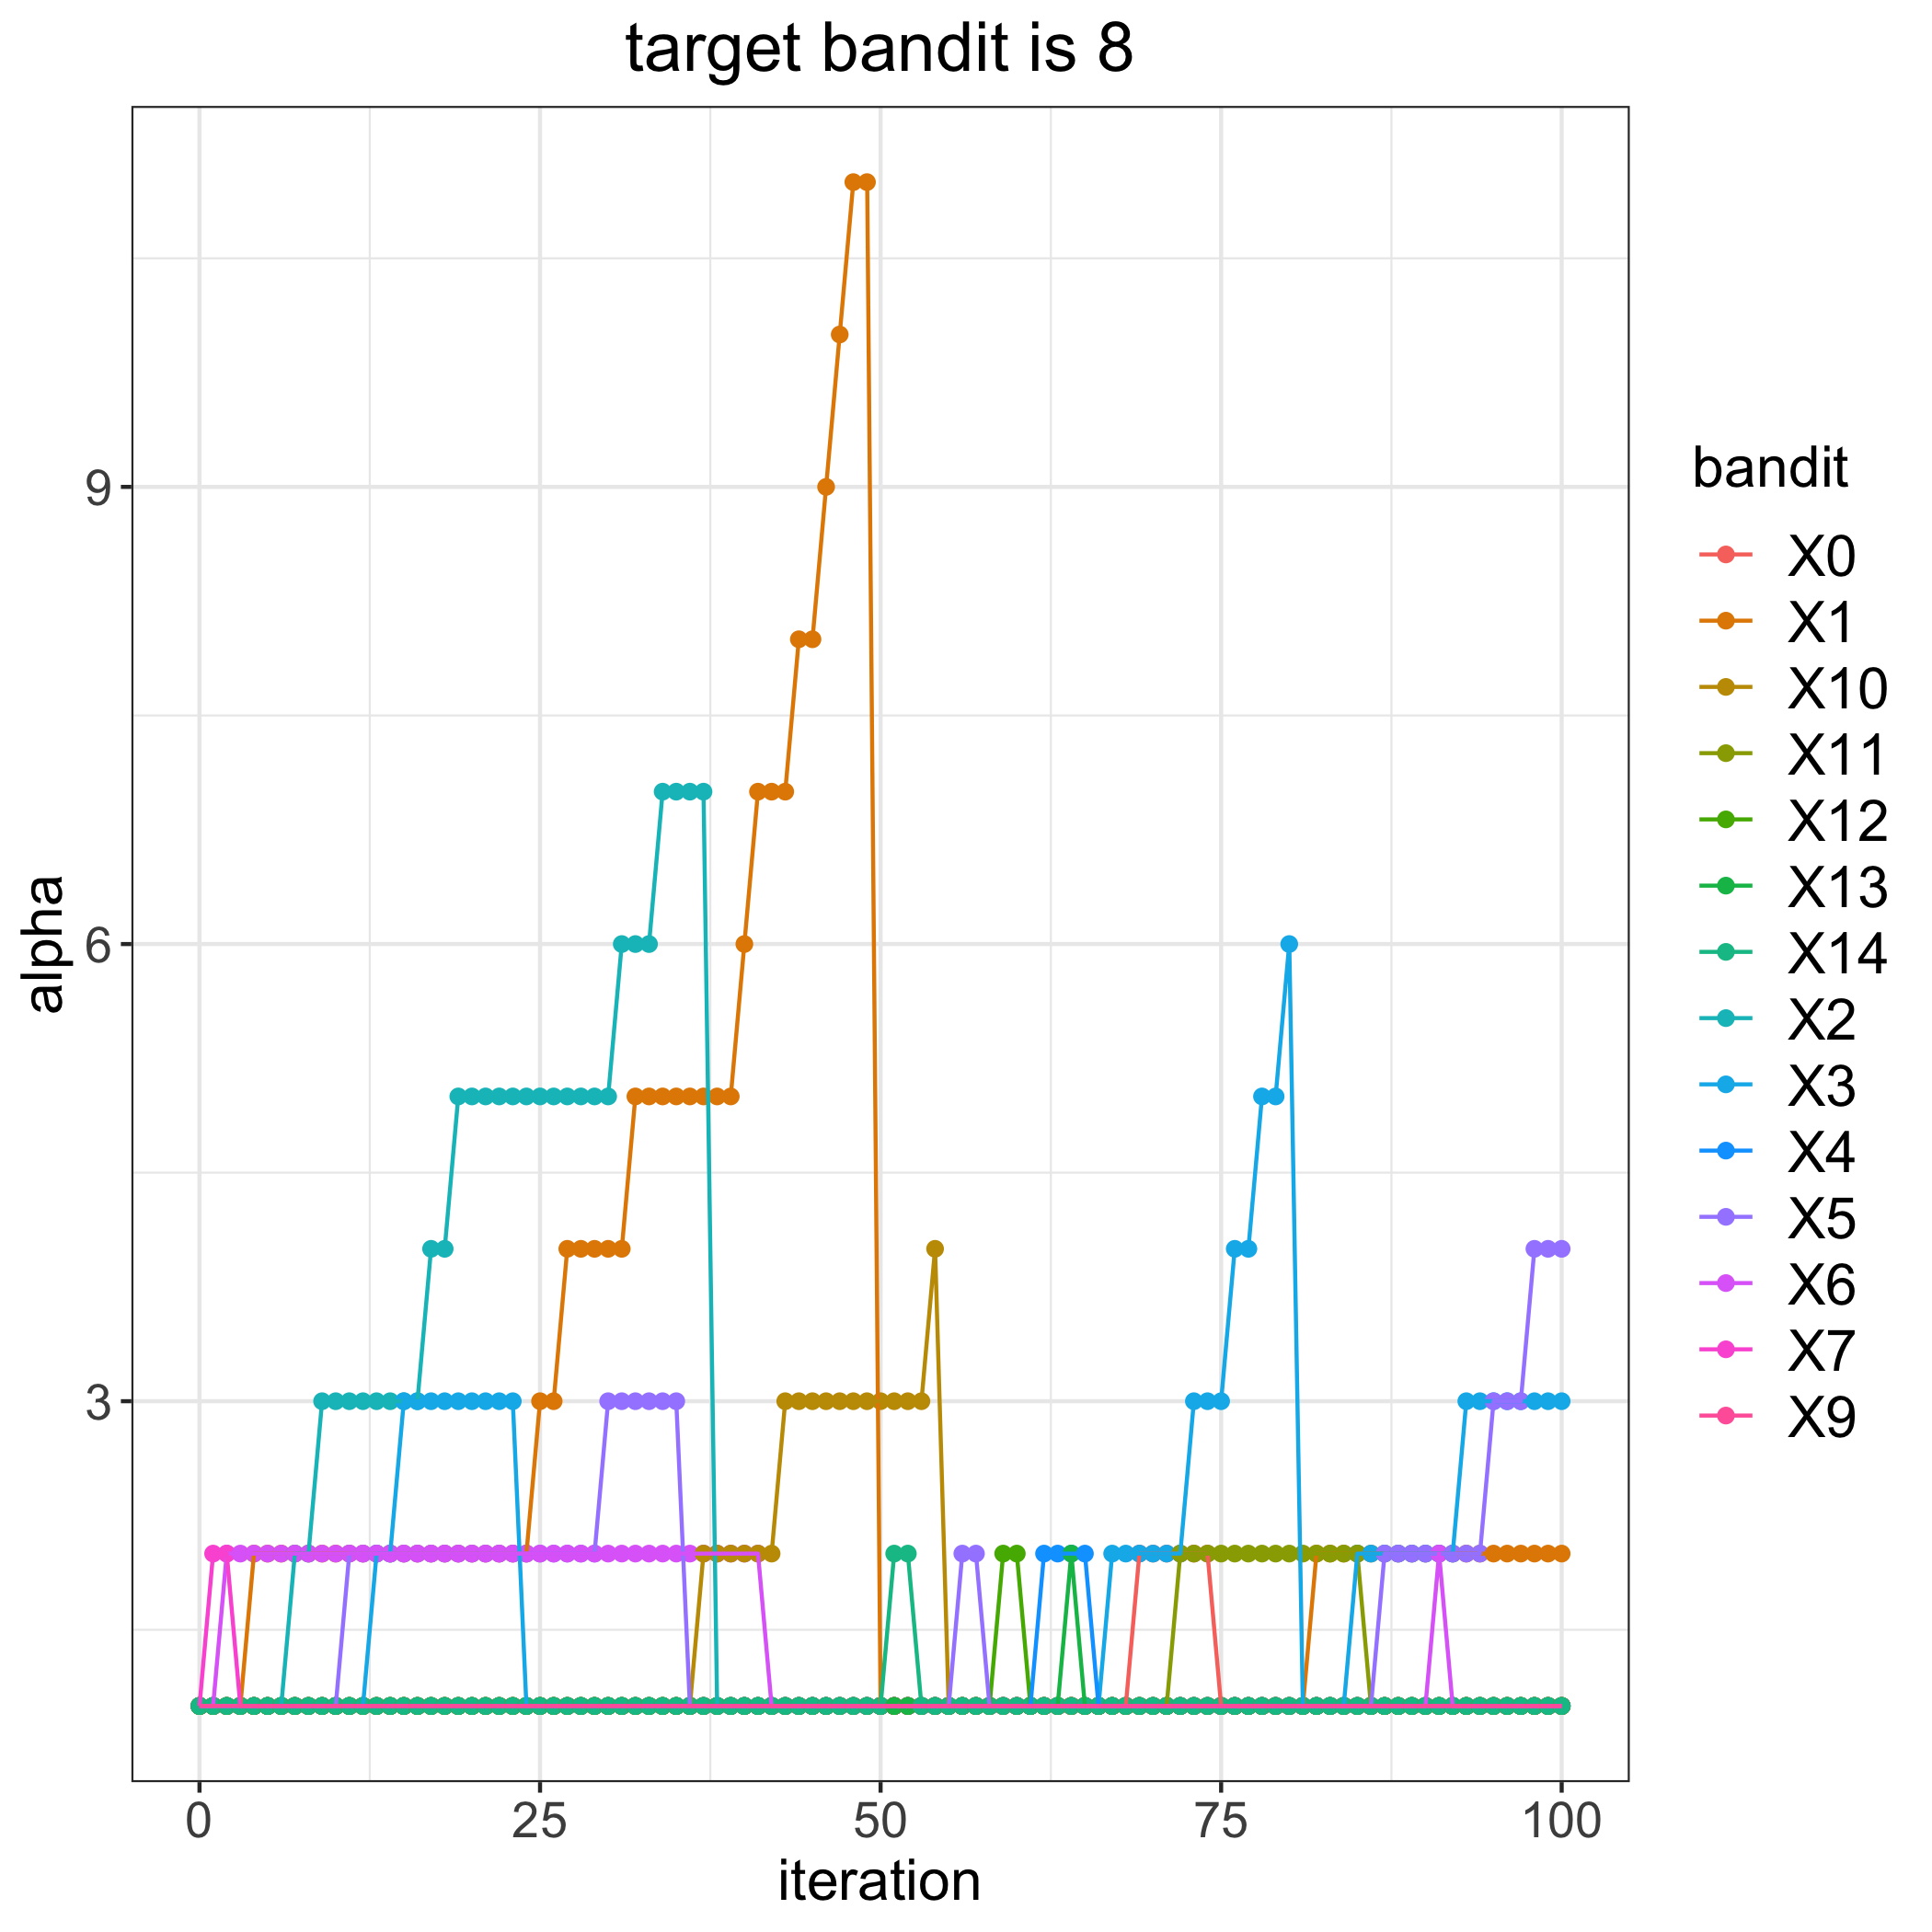 target bandit is 8
alpha
9
6
3
0 25 50 75 100
iteration
bandit
X0
X1
X10
X11
X12
X13
X14
X2
X3
X4
X5
X6
X7
X9